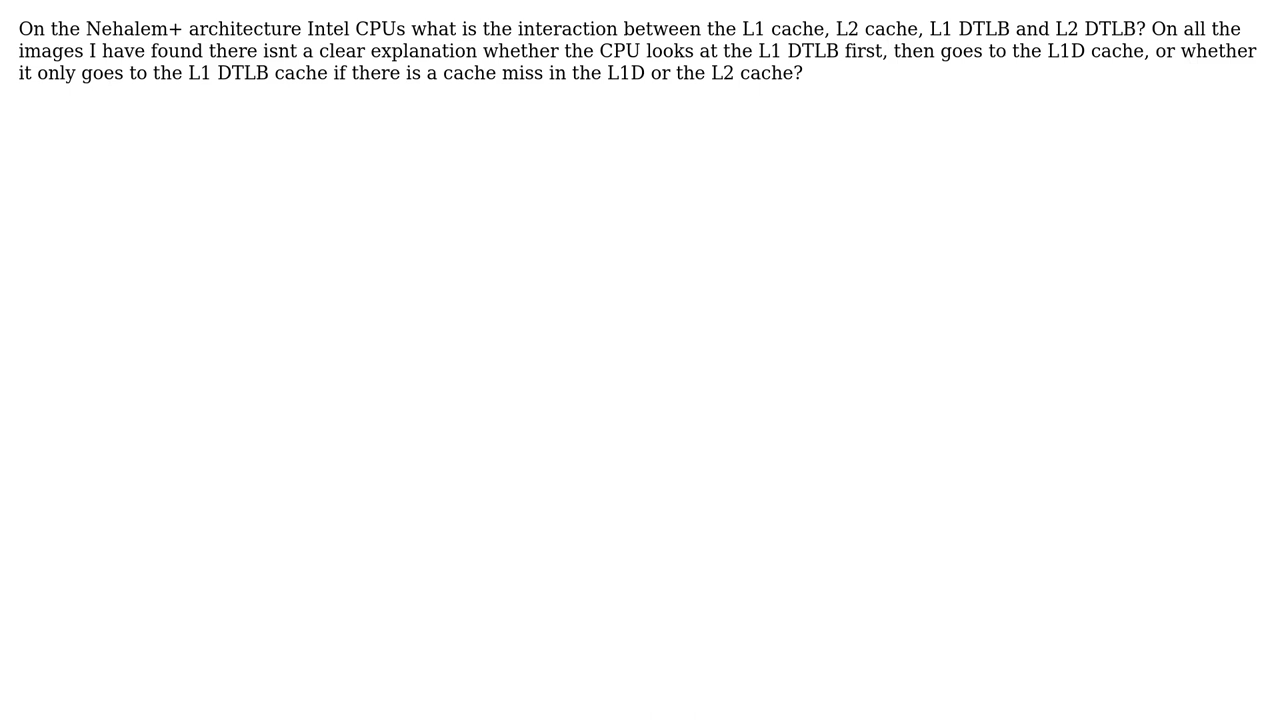 On the Nehalem+ architecture Intel CPUs what is the interaction between the L1 cache, L2 cache, L1 DTLB and L2 DTLB? On all the
images I have found there isnt a clear explanation whether the CPU looks at the L1 DTLB first, then goes to the L1D cache, or whether
it only goes to the L1 DTLB cache if there is a cache miss in the L1D or the L2 cache?